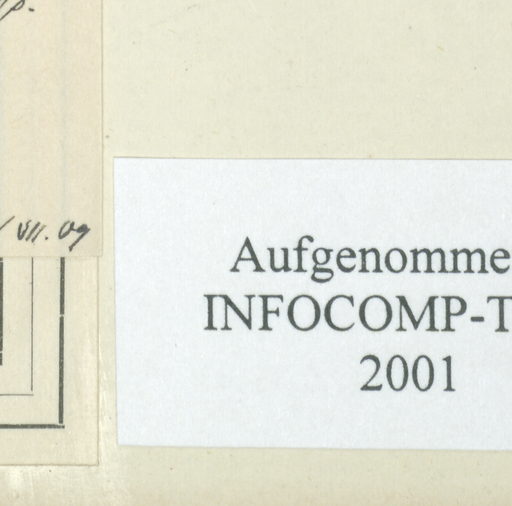 VII. 09
Aufgenomme
INFOCOMP-T
2001